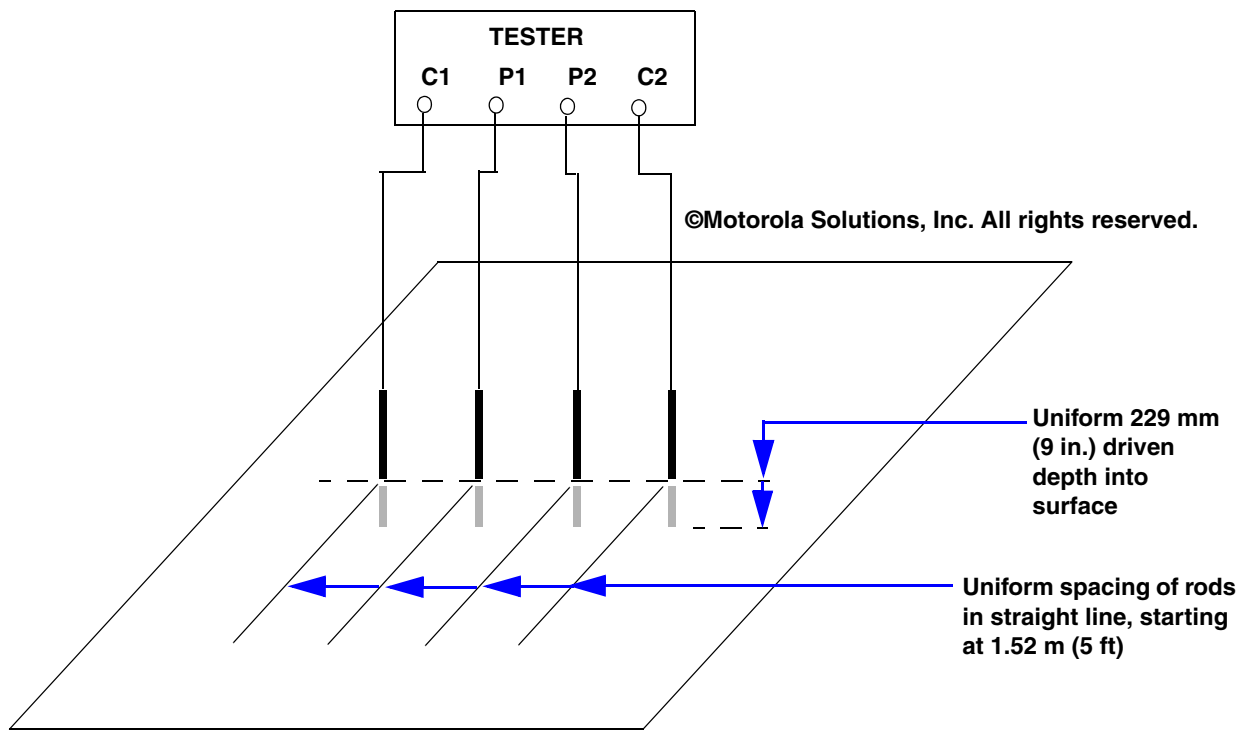 TESTER
C1 P1 P2 C2
©Motorola Solutions, Inc. All rights reserved.
Uniform 229 mm
(9 in.) driven
depth into
surface
Uniform spacing of rods
in straight line, starting
at 1.52 m (5 ft)